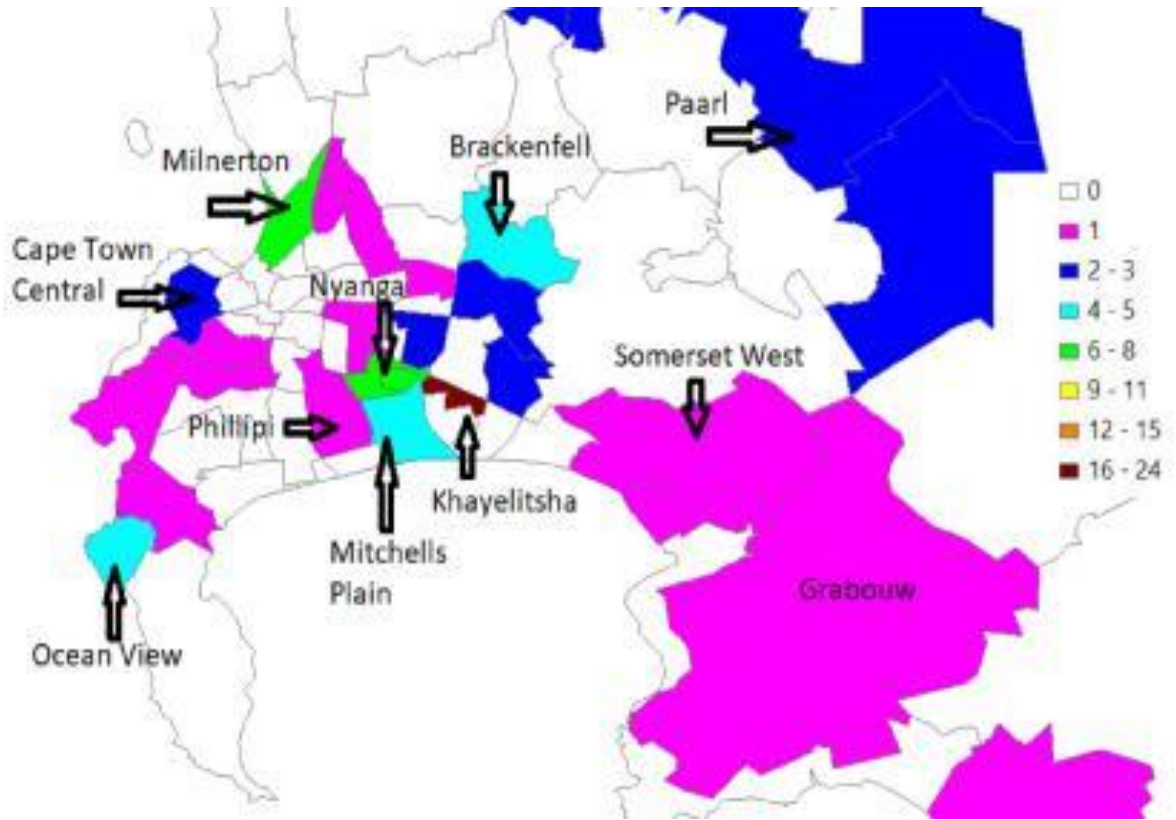 Paarl
Brackenfell
Milnerton
Cape Town
Central
Nyanga
Somerset West
Phillipi
Khayelitsha
Mitchells
Plain
Grabouw
Ocean View
0
1
2 - 3
4 - 5
6 - 8
9 - 11
12 - 15
16 - 24